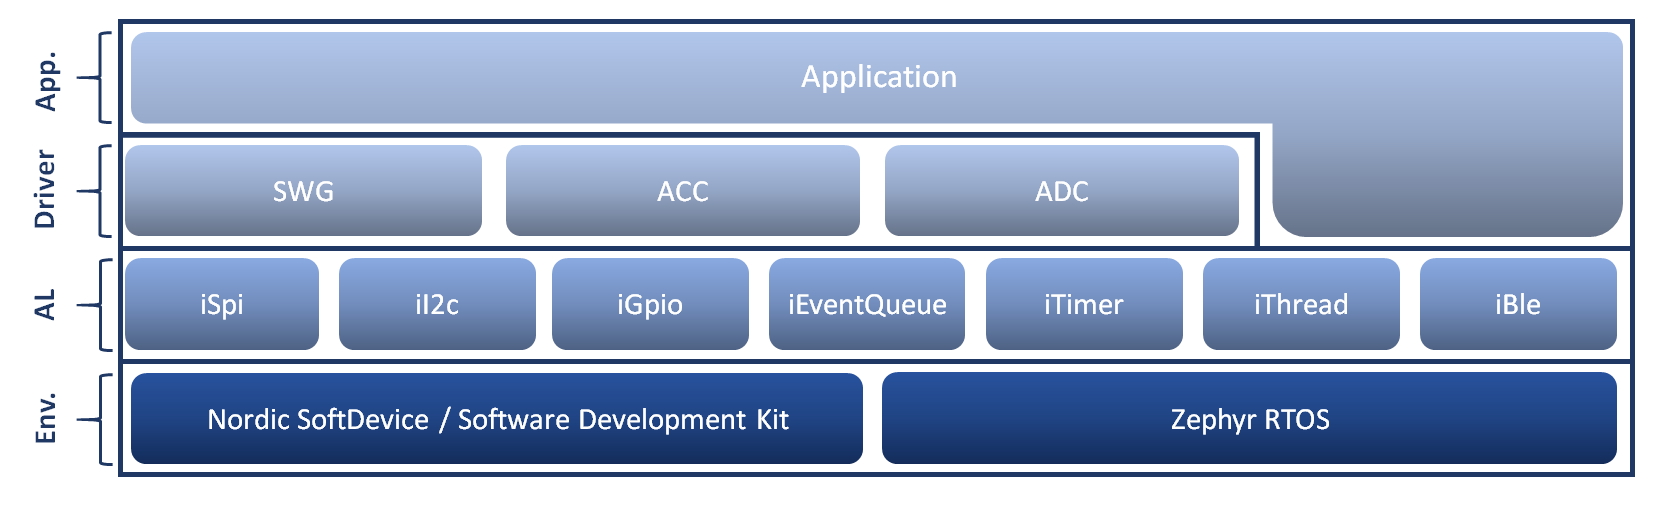 App.
Application
Driver
SWG
ACC
ADC
AL
iSpi
iI2c
iGpio
iEventQueue
iTimer
iThread
iBle
Env.
Nordic SoftDevice / Software Development Kit
Zephyr RTOS